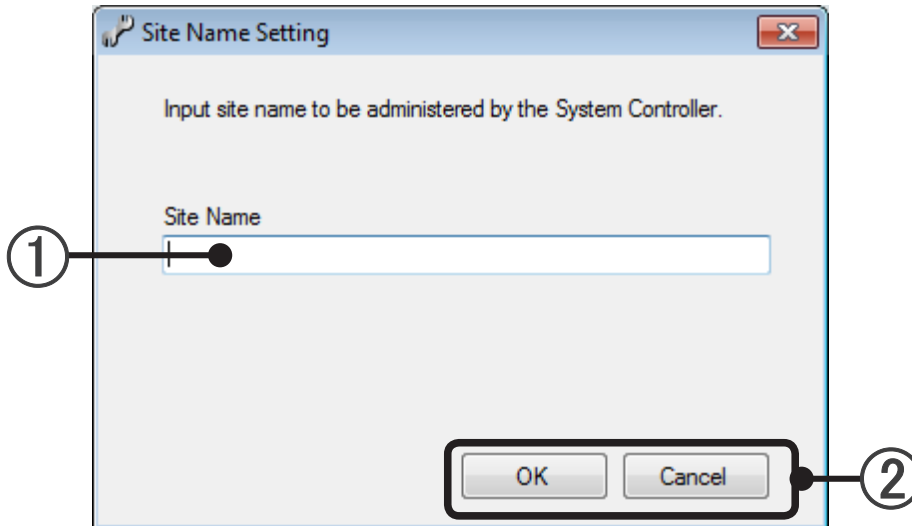 Site Name Setting
Input site name to be administered by the System Controller.
Site Name
①
OK Cancel
②